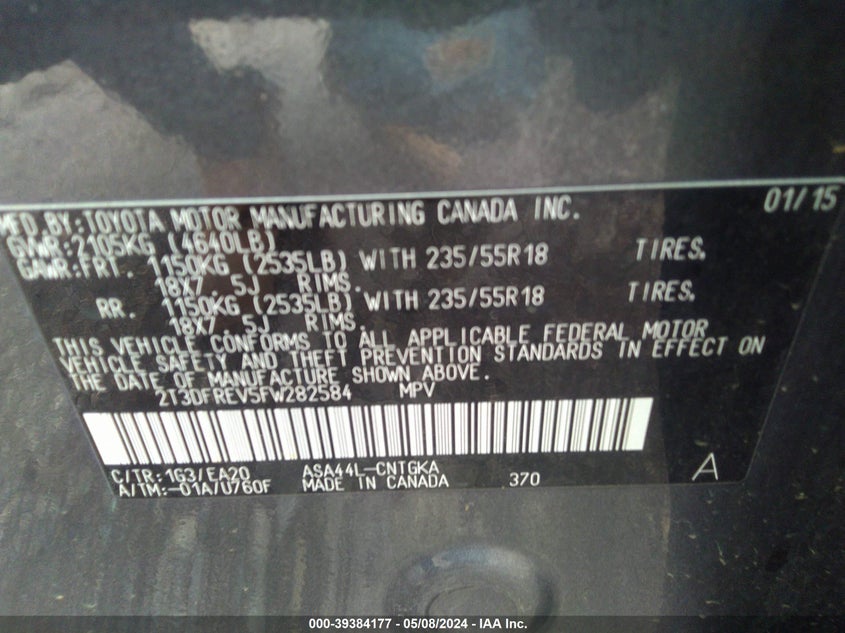 MFD. BY: TOYOTA MOTOR MANUFACTURING CANADA INC. 01/15
GVWR: 2105KG (4640LB)
GAWR: FRT. 1150KG (2535LB) WITH 235/55R18 TIRES.
18X7 5J RIMS.
RR. 1150KG (2535LB) WITH 235/55R18 TIRES.
18X7 5J RIMS.
THIS VEHICLE CONFORMS TO ALL APPLICABLE FEDERAL MOTOR
VEHICLE SAFETY AND THEFT PREVENTION STANDARDS IN EFFECT ON
THE DATE OF MANUFACTURE SHOWN ABOVE.
2T3DFREV5FW282584 MPV
C/TR: 1G3/EA20 ASA44L-CNTGKA
A/TM: -01A/U760F MADE IN CANADA 370 A
000-39384177 - 05/08/2024 - IAA Inc.